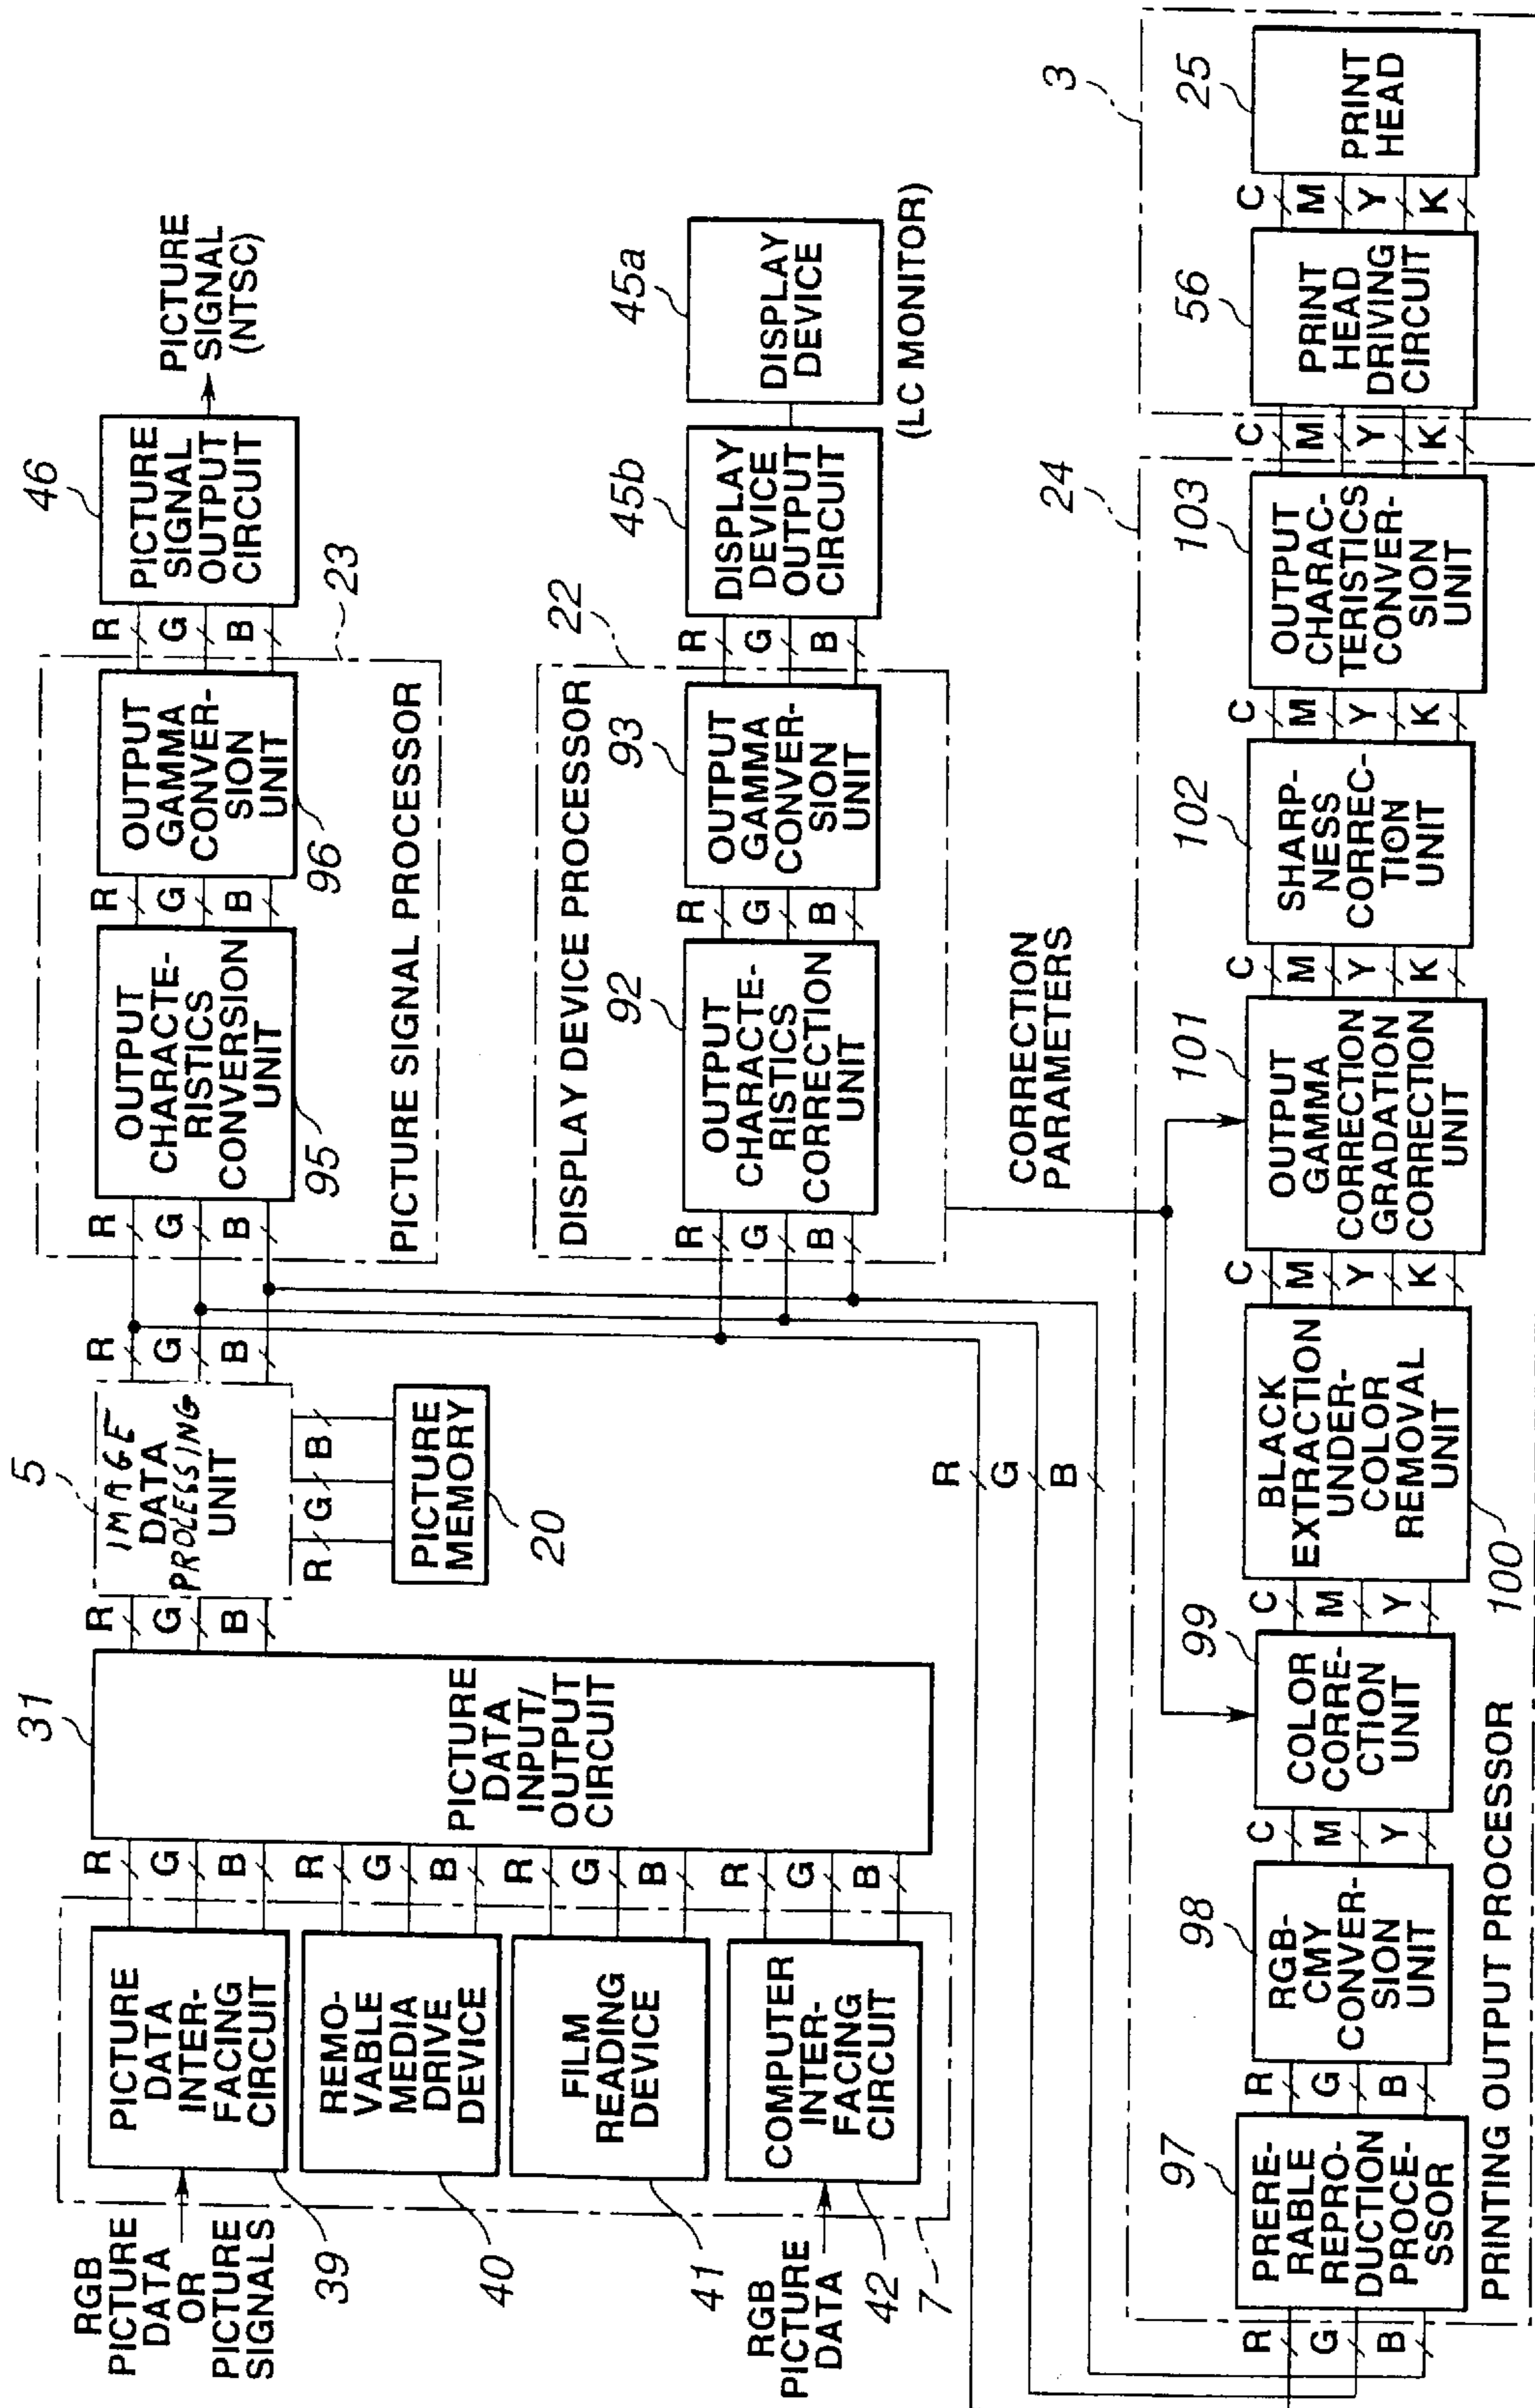 RGB
PICTURE
DATA
OR
PICTURE
SIGNALS
39
PICTURE
DATA
INTER-
FACING
CIRCUIT
40
REMO-
VABLE
MEDIA
DRIVE
DEVICE
41
FILM
READING
DEVICE
RGB
PICTURE
DATA
42
7
COMPUTER
INTER-
FACING
CIRCUIT
R
G
B
R
G
B
R
G
B
R
G
B
31
PICTURE
DATA
INPUT/
OUTPUT
CIRCUIT
R
G
B
5
IMAGE
DATA
PROCESSING
UNIT
R
G
B
PICTURE
MEMORY
20
R
G
B
R
G
B
95
OUTPUT
CHARACTE-
RISTICS
CONVERSION
UNIT
R
G
B
96
OUTPUT
GAMMA
CONVER-
SION
UNIT
PICTURE SIGNAL PROCESSOR
23
R
G
B
46
PICTURE
SIGNAL
OUTPUT
CIRCUIT
PICTURE
SIGNAL
(NTSC)
DISPLAY DEVICE PROCESSOR
22
R
G
B
92
OUTPUT
CHARACTE-
RISTICS
CORRECTION
UNIT
R
G
B
93
OUTPUT
GAMMA
CONVER-
SION
UNIT
R
G
B
45b
DISPLAY
DEVICE
OUTPUT
CIRCUIT
45a
DISPLAY
DEVICE
(LC MONITOR)
CORRECTION
PARAMETERS
R
G
B
R
G
B
97
PRERE-
RABLE
REPRO-
DUCTION
PROCE-
SSOR
R
G
B
98
RGB-
CMY
CONVER-
SION
UNIT
C
M
Y
99
COLOR
CORRE-
CTION
UNIT
C
M
Y
100
BLACK
EXTRACTION
UNDER-
COLOR
REMOVAL
UNIT
C
M
Y
K
101
OUTPUT
GAMMA
CORRECTION
GRADATION
CORRECTION
UNIT
C
M
Y
K
102
SHARP-
NESS
CORREC-
TION
UNIT
C
M
Y
K
103
OUTPUT
CHARAC-
TERISTICS
CONVER-
SION
UNIT
24
PRINTING OUTPUT PROCESSOR
C
M
Y
K
56
PRINT
HEAD
DRIVING
CIRCUIT
C
M
Y
K
25
PRINT
HEAD
3